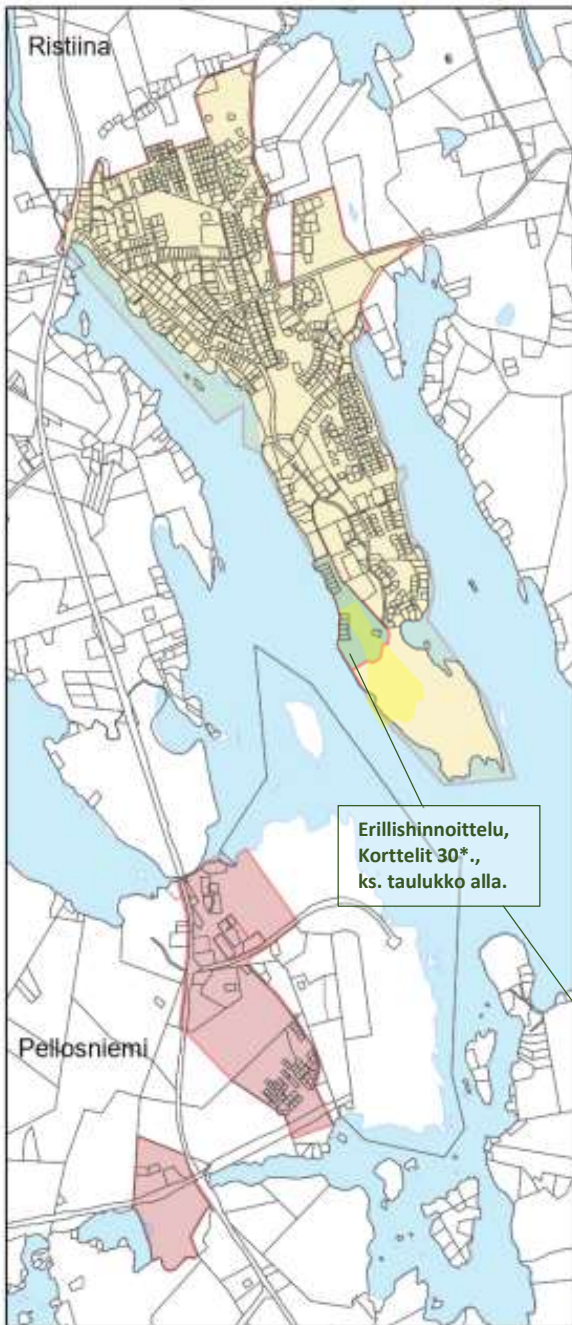 Ristiina
Erillishinnoittelu,
Korttelit 30*.,
ks. taulukko alla.
Pellosniemi